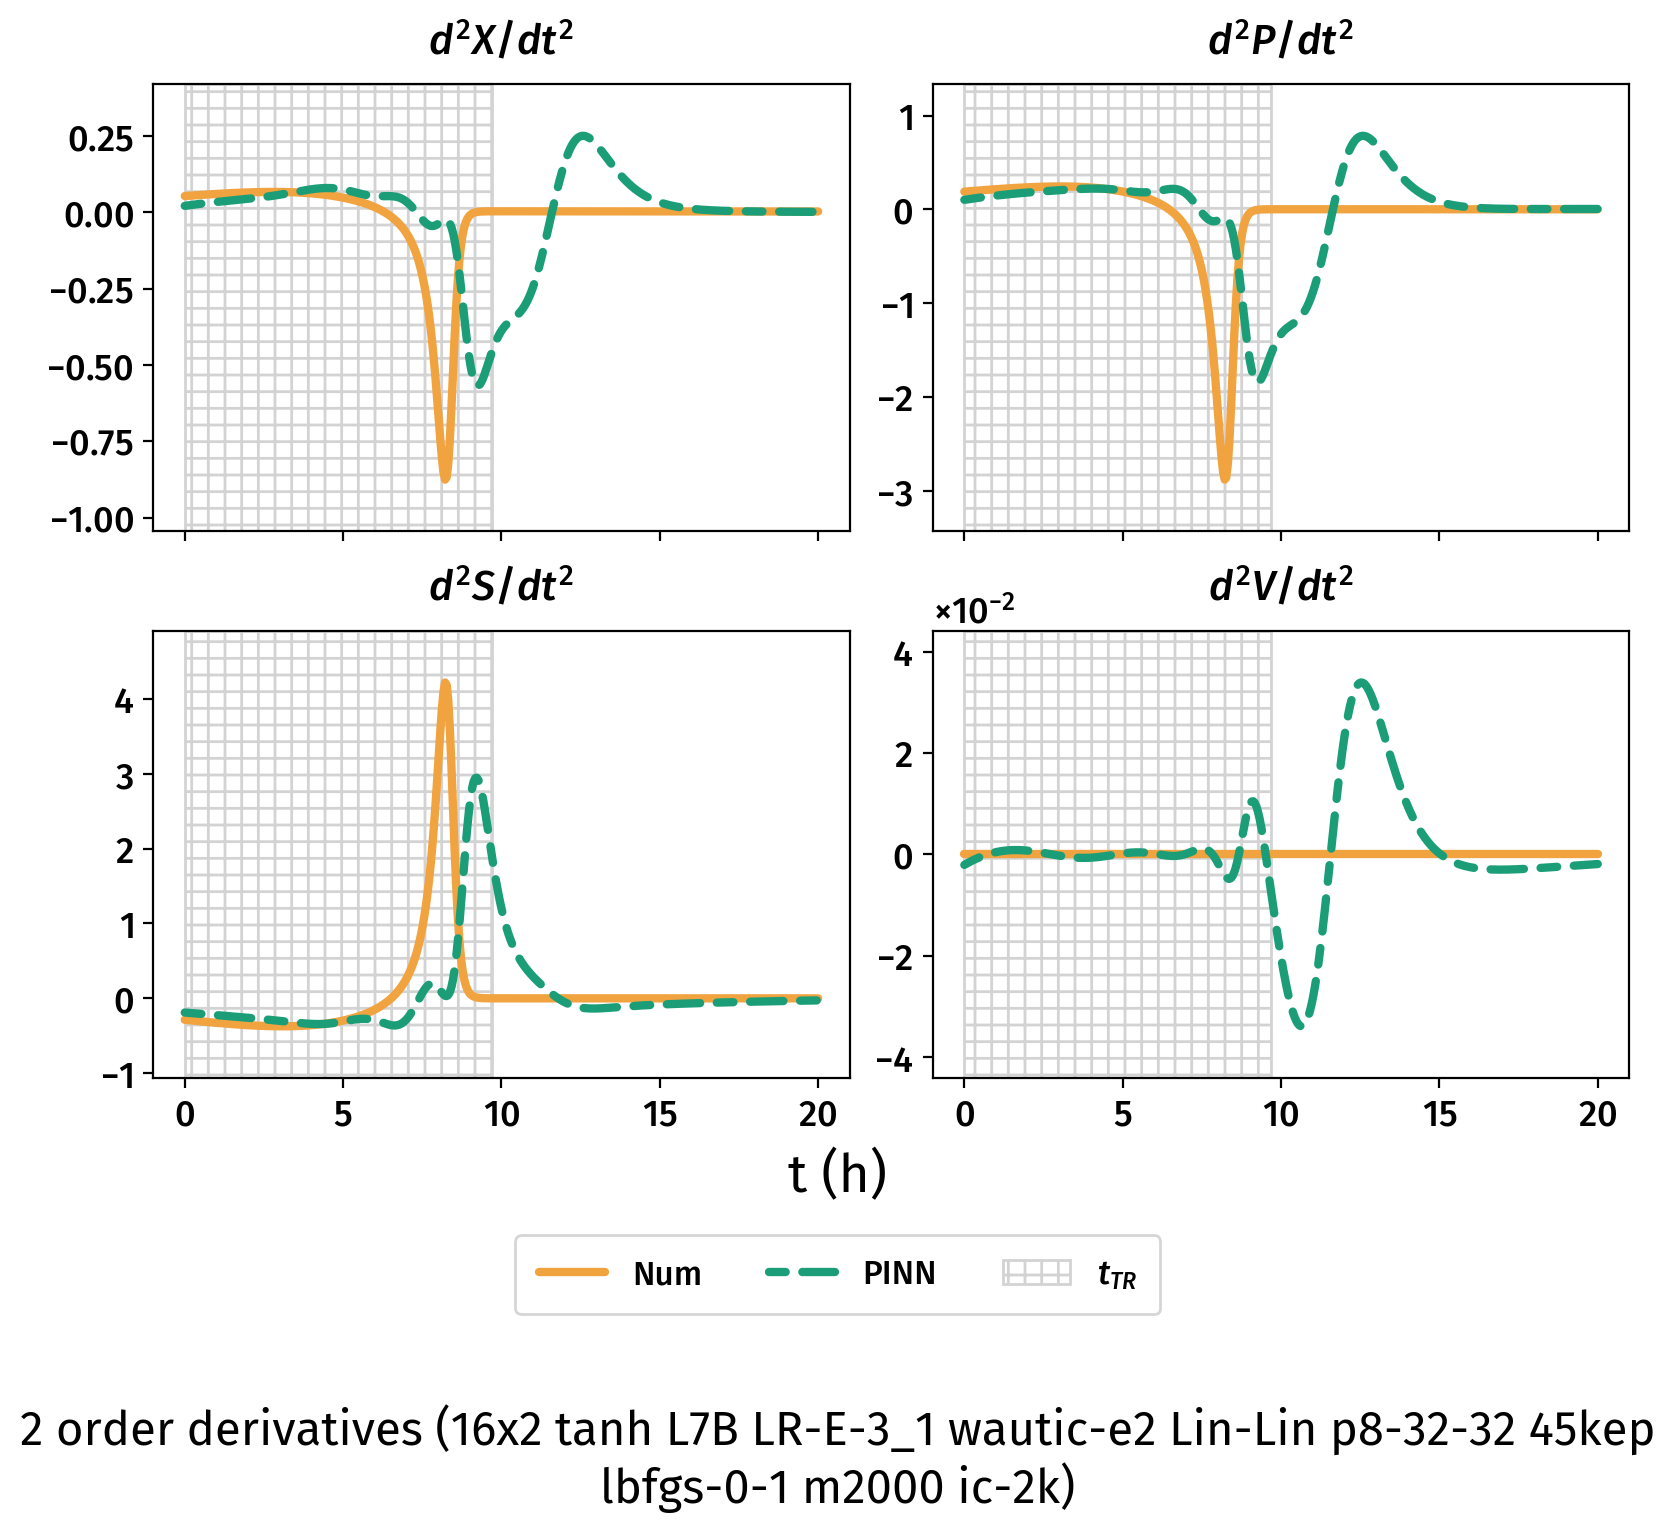 d²X/dt²
d²P/dt²
0.25
0.00
−0.25
−0.50
−0.75
−1.00
1
0
−1
−2
−3
d²S/dt²
d²V/dt²
×10⁻²
4
3
2
1
0
−1
4
2
0
−2
−4
0 5 10 15 20
0 5 10 15 20
t (h)
Num PINN t_TR
2 order derivatives (16x2 tanh L7B LR-E-3_1 wautic-e2 Lin-Lin p8-32-32 45kep
lbfgs-0-1 m2000 ic-2k)